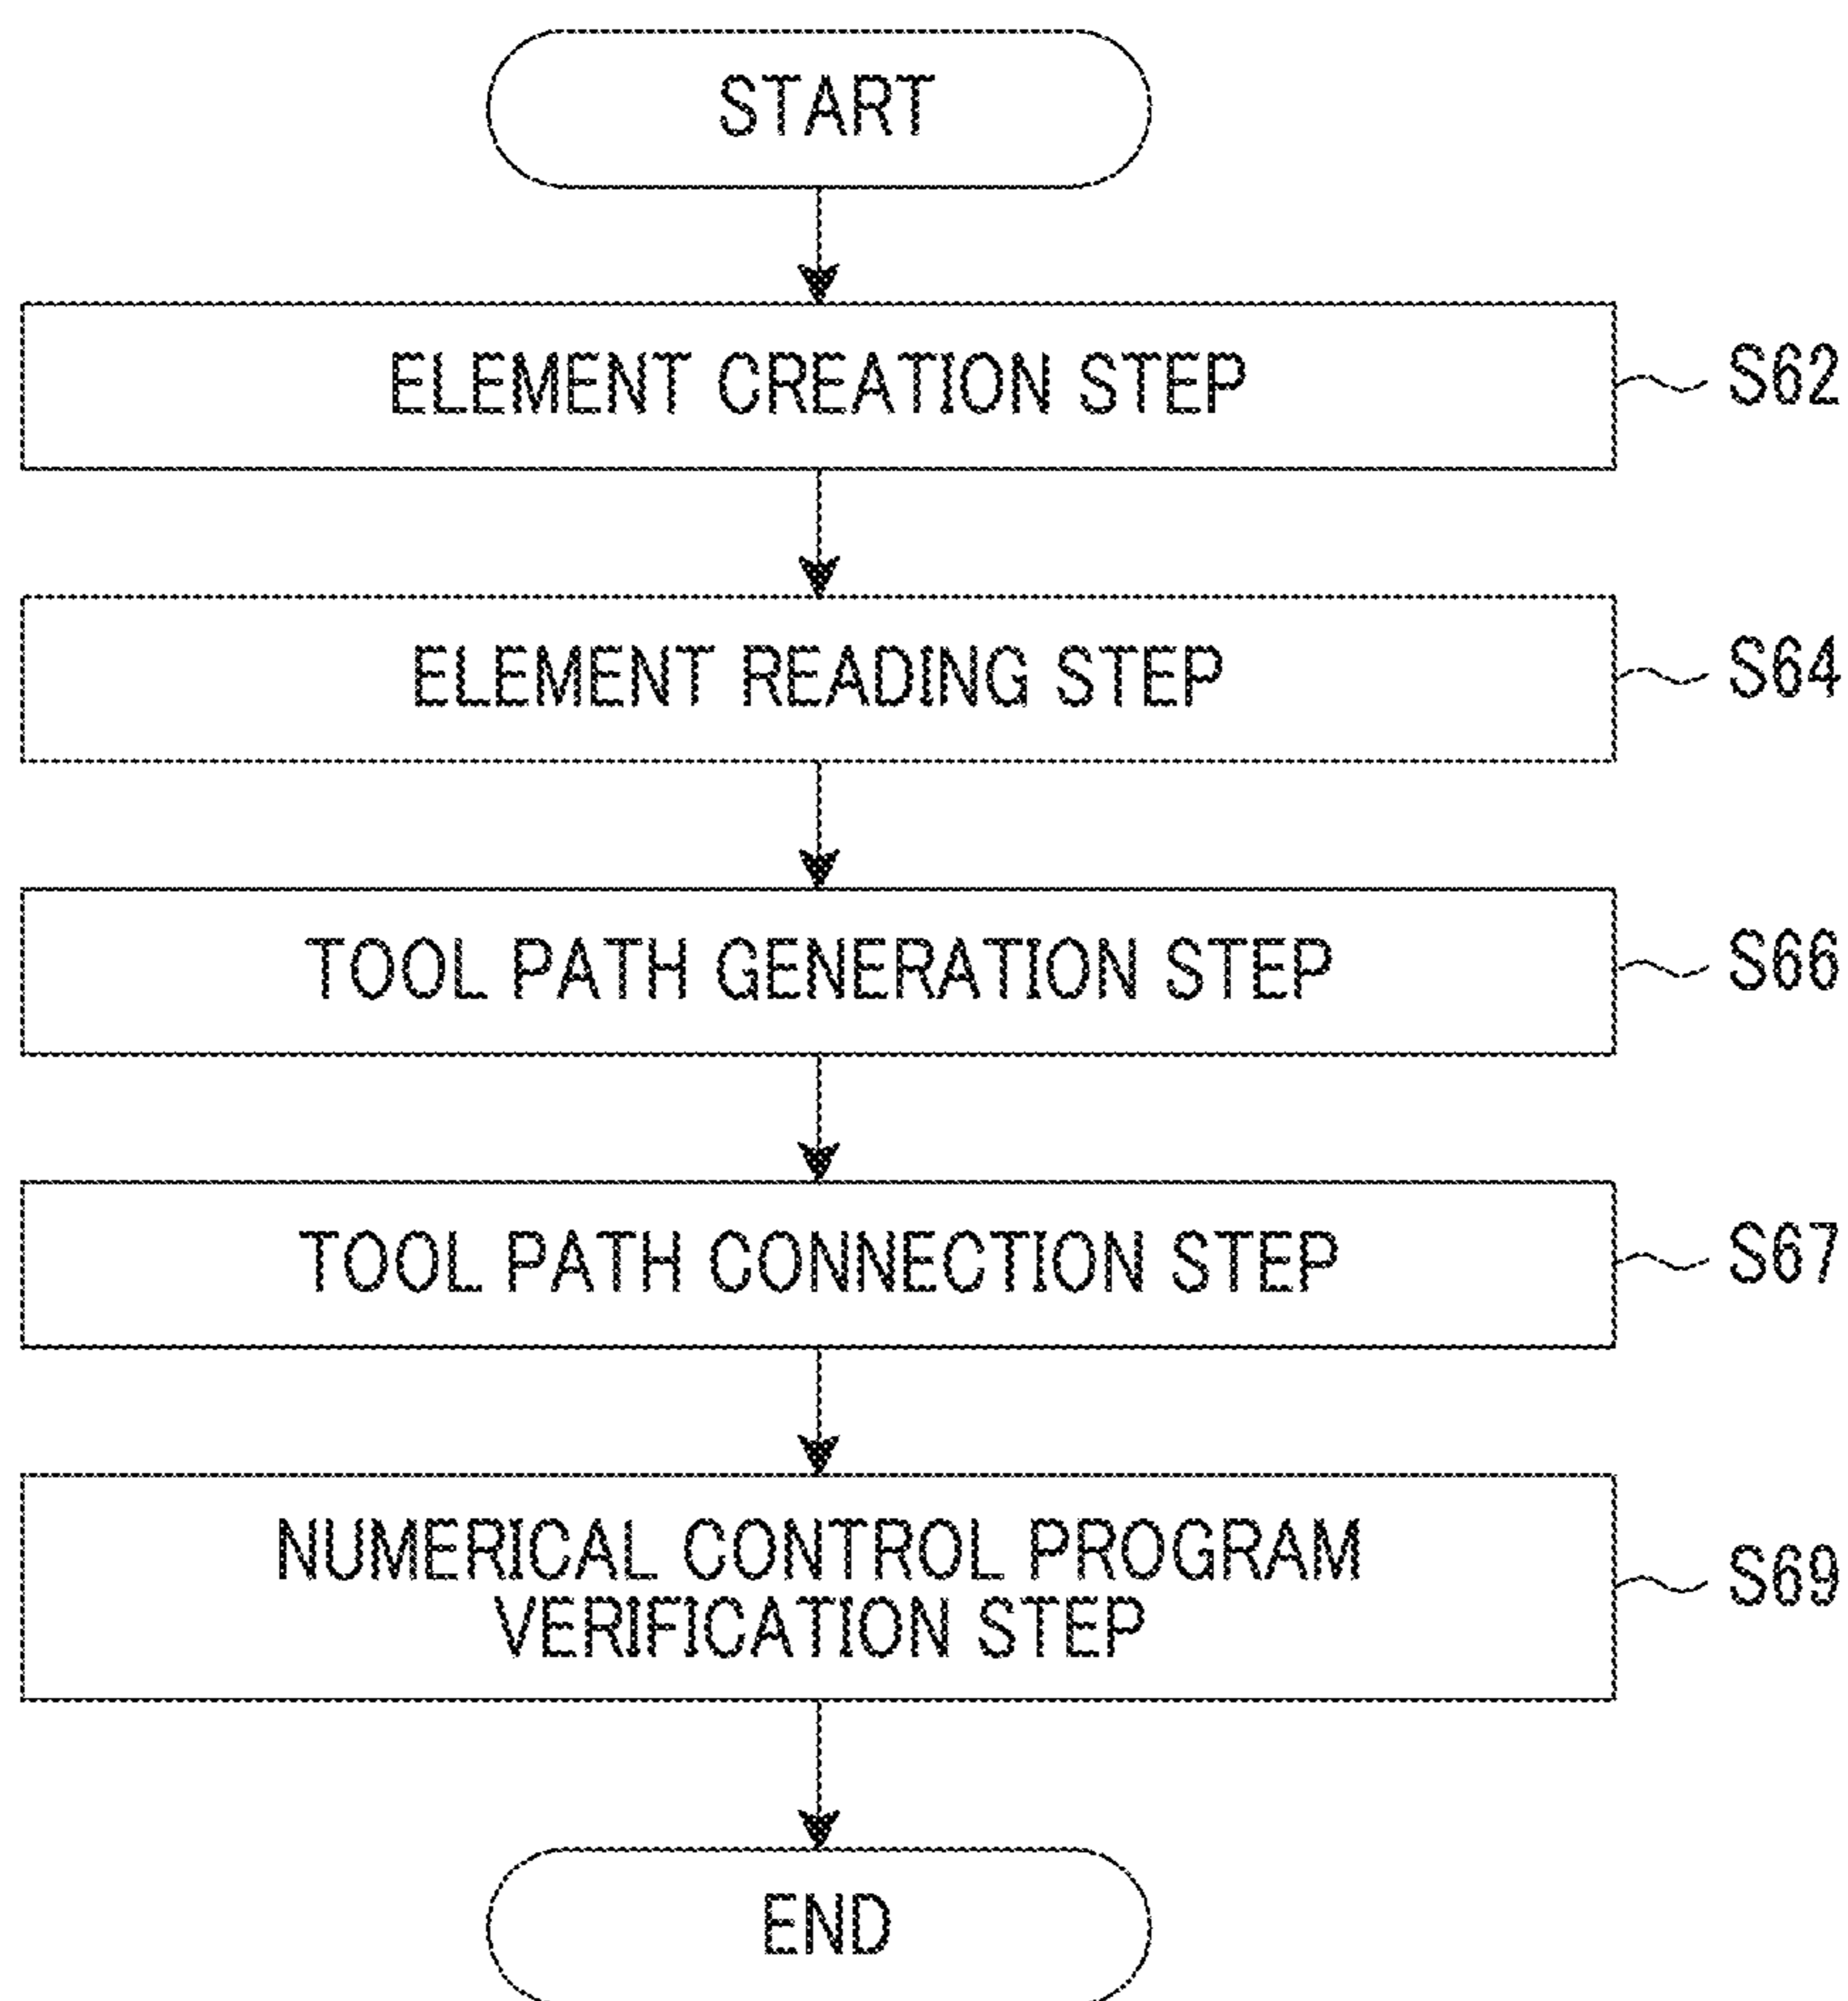 START
ELEMENT CREATION STEP
S62
ELEMENT READING STEP
S64
TOOL PATH GENERATION STEP
S66
TOOL PATH CONNECTION STEP
S67
NUMERICAL CONTROL PROGRAM
VERIFICATION STEP
S69
END